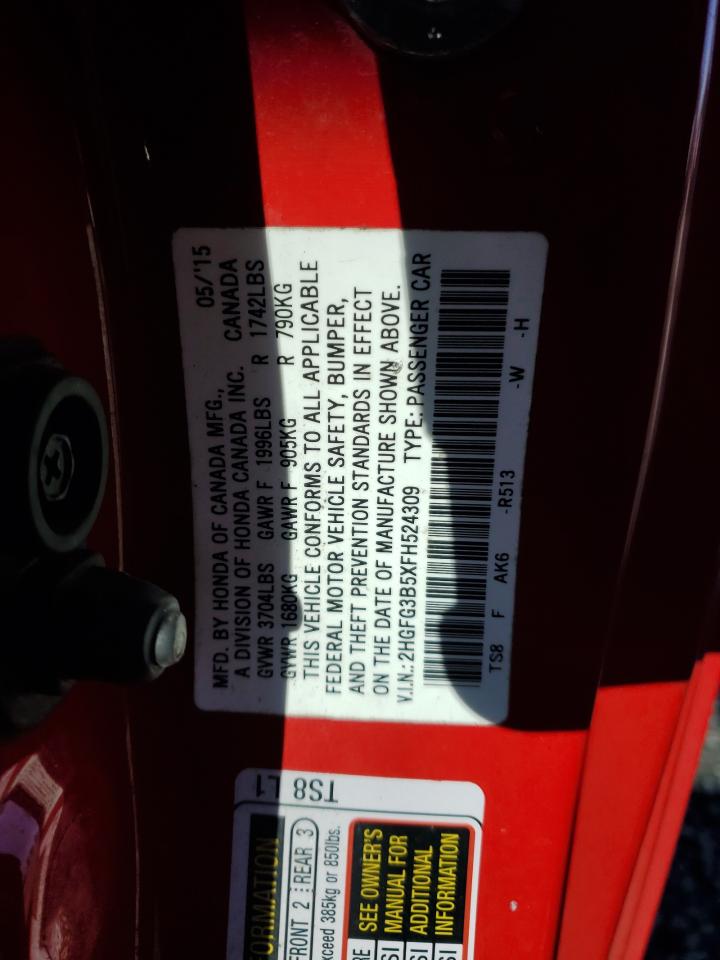 MFD. BY HONDA OF CANADA MFG., 05/'15
A DIVISION OF HONDA CANADA INC. CANADA
GVWR 3704LBS GAWR F 1996LBS R 1742LBS
GVWR 1680KG GAWR F 905KG R 790KG
THIS VEHICLE CONFORMS TO ALL APPLICABLE
FEDERAL MOTOR VEHICLE SAFETY, BUMPER,
AND THEFT PREVENTION STANDARDS IN EFFECT
ON THE DATE OF MANUFACTURE SHOWN ABOVE.
V.I.N.: 2HGFG3B5XFH524309 TYPE: PASSENGER CAR
TS8 F AK6 -R513 -W -H
TS8 L1
FRONT 2 REAR 3
385kg or 850lbs.
SEE OWNER'S
MANUAL FOR
ADDITIONAL
INFORMATION